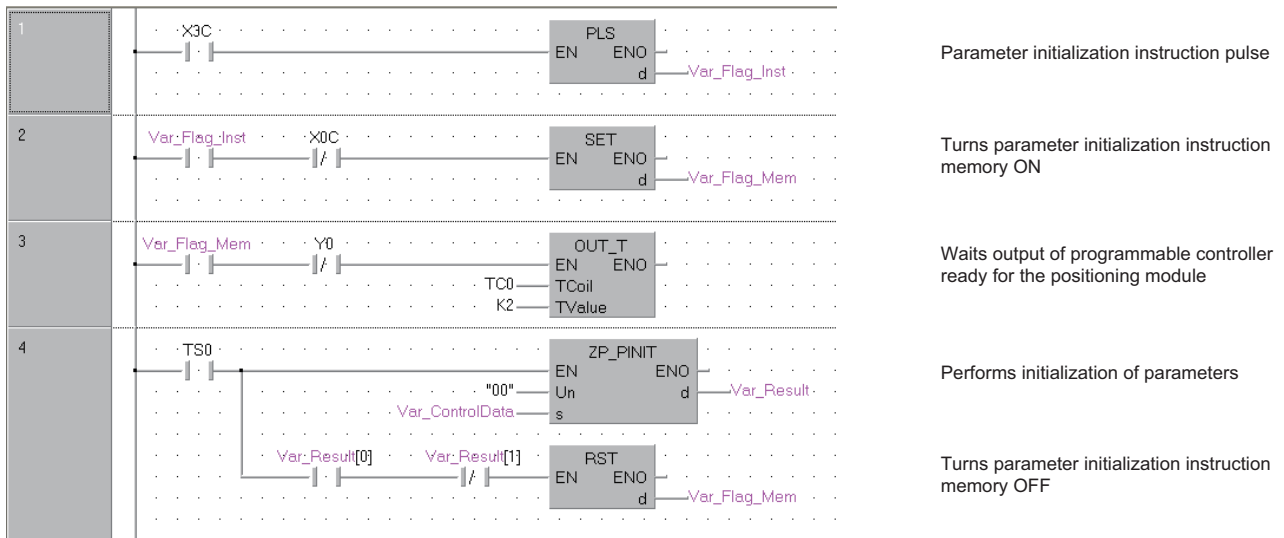 1
X3C
PLS
EN ENO
d Var_Flag_Inst
Parameter initialization instruction pulse
2
Var_Flag_Inst X0C
SET
EN ENO
d Var_Flag_Mem
Turns parameter initialization instruction
memory ON
3
Var_Flag_Mem Y0
OUT_T
EN ENO
TC0 TCoil
K2 TValue
Waits output of programmable controller
ready for the positioning module
4
TS0
ZP_PINIT
EN ENO
"00" Un d Var_Result
Var_ControlData s
Performs initialization of parameters
Var_Result[0] Var_Result[1]
RST
EN ENO
d Var_Flag_Mem
Turns parameter initialization instruction
memory OFF